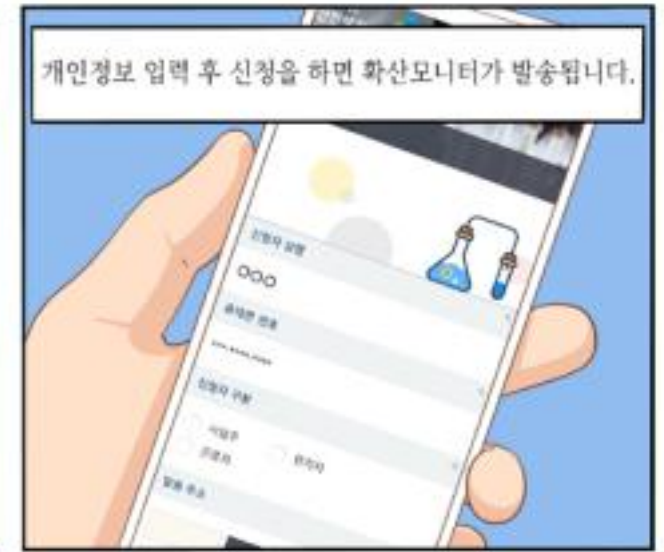 개인정보 입력 후 신청을 하면 확산모니터가 발송됩니다.
신청자 성명
OOO
휴대폰 번호
***-****-****
신청자 구분
사업주
근로자
관리자
발송 주소